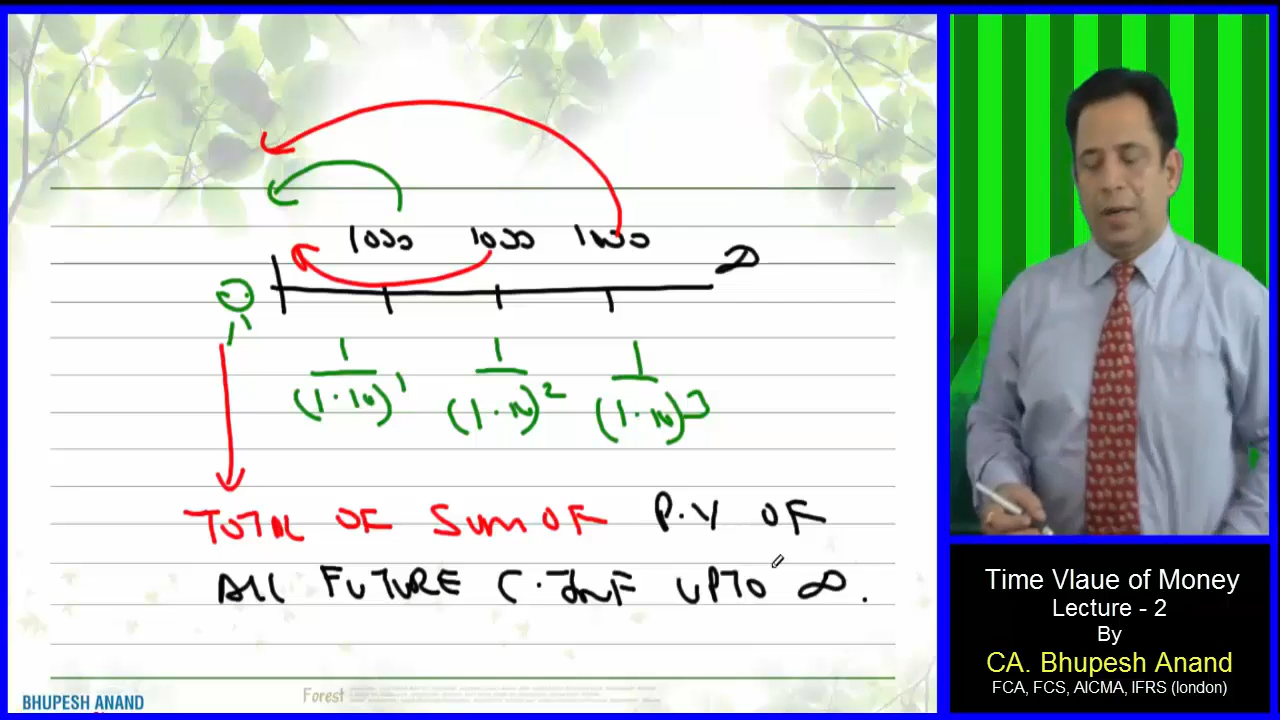 1000 1000 1000 ∞
1 1 1
(1.10)¹ (1.10)² (1.10)3
TOTAL OF SUM OF P.V OF
ALL FUTURE C.INF UPTO ∞.
Time Vlaue of Money
Lecture - 2
By
CA. Bhupesh Anand
FCA, FCS, AICMA, IFRS (london)
BHUPESH ANAND
Forest